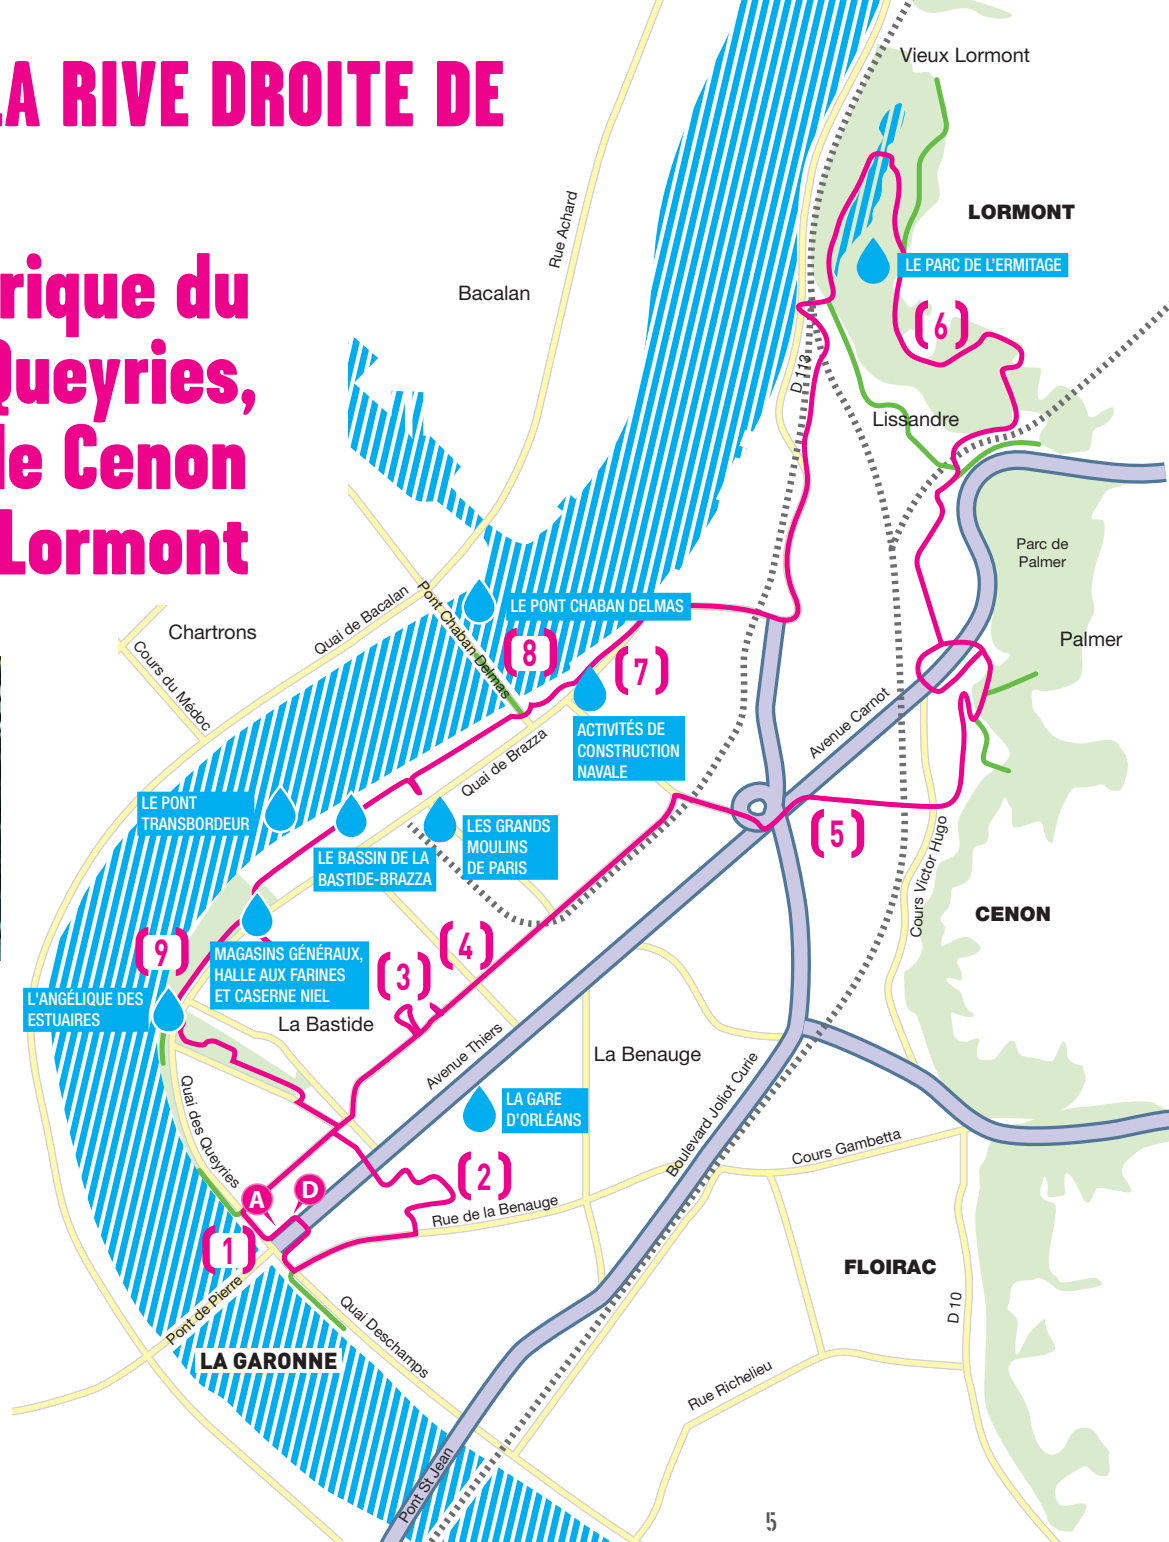 LA RIVE DROITE DE
rique du
Queyries,
de Cenon
Lormont
Vieux Lormont
LORMONT
LE PARC DE L'ERMITAGE
(6)
Rue Achard
Bacalan
D 113
Lissandre
Parc de
Palmer
Palmer
Quai de Bacalan
Pont Chaban Delmas
LE PONT CHABAN DELMAS
Chartrons
Cours du Médoc
(8)
(7)
ACTIVITÉS DE
CONSTRUCTION
NAVALE
Quai de Brazza
Avenue Carnot
LE PONT
TRANSBORDEUR
LES GRANDS
MOULINS
DE PARIS
LE BASSIN DE LA
BASTIDE-BRAZZA
(5)
Cours Victor Hugo
CENON
(9)
MAGASINS GÉNÉRAUX,
HALLE AUX FARINES
ET CASERNE NIEL
(3)
(4)
L'ANGÉLIQUE DES
ESTUAIRES
La Bastide
Avenue Thiers
La Benauge
LA GARE
D'ORLÉANS
Boulevard Joliot Curie
Quai des Queyries
Cours Gambetta
(2)
A
D
Rue de la Benauge
(1)
Pont de Pierre
FLOIRAC
D 10
Quai Deschamps
LA GARONNE
Rue Richelieu
Pont St Jean
5